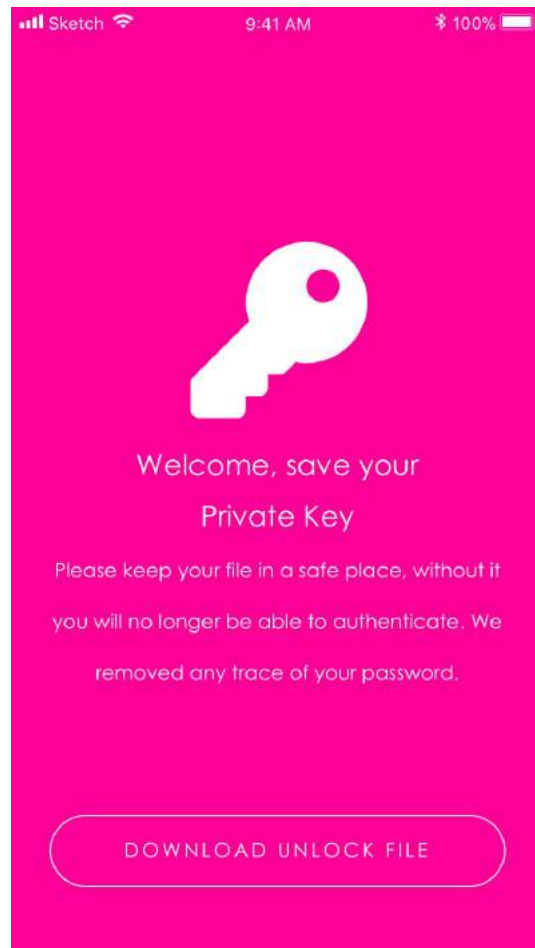 Sketch 9:41 AM 100%
Welcome, save your
Private Key
Please keep your file in a safe place, without it
you will no longer be able to authenticate. We
removed any trace of your password.
DOWNLOAD UNLOCK FILE